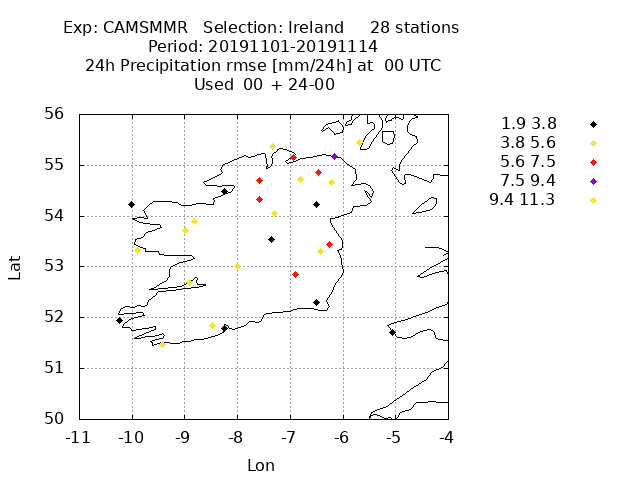 Exp: CAMSMMR   Selection: Ireland     28 stations
Period: 20191101-20191114
24h Precipitation rmse [mm/24h] at  00 UTC
Used  00 + 24-00
1.9 3.8
3.8 5.6
5.6 7.5
7.5 9.4
9.4 11.3
56
55
54
53
52
51
50
Lat
-11 -10 -9 -8 -7 -6 -5 -4
Lon